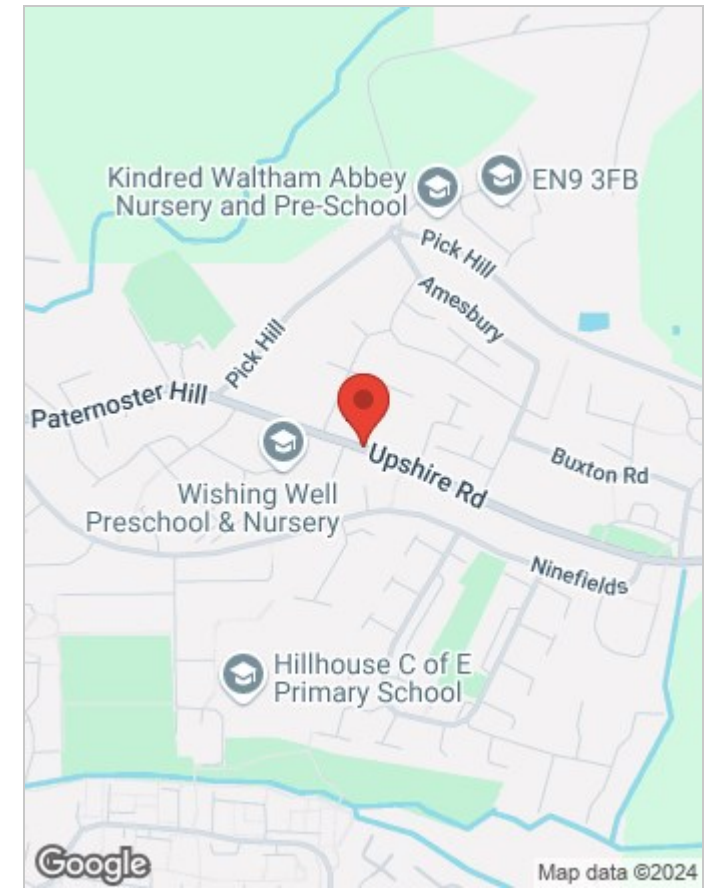 Kindred Waltham Abbey
Nursery and Pre-School
EN9 3FB
Pick Hill
Amesbury
Pick Hill
Paternoster Hill
Upshire Rd
Buxton Rd
Wishing Well
Preschool & Nursery
Ninefields
Hillhouse C of E
Primary School
Google
Map data ©2024